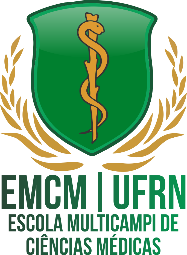 EMCM | UFRN
ESCOLA MULTICAMPI DE
CIÊNCIAS MÉDICAS